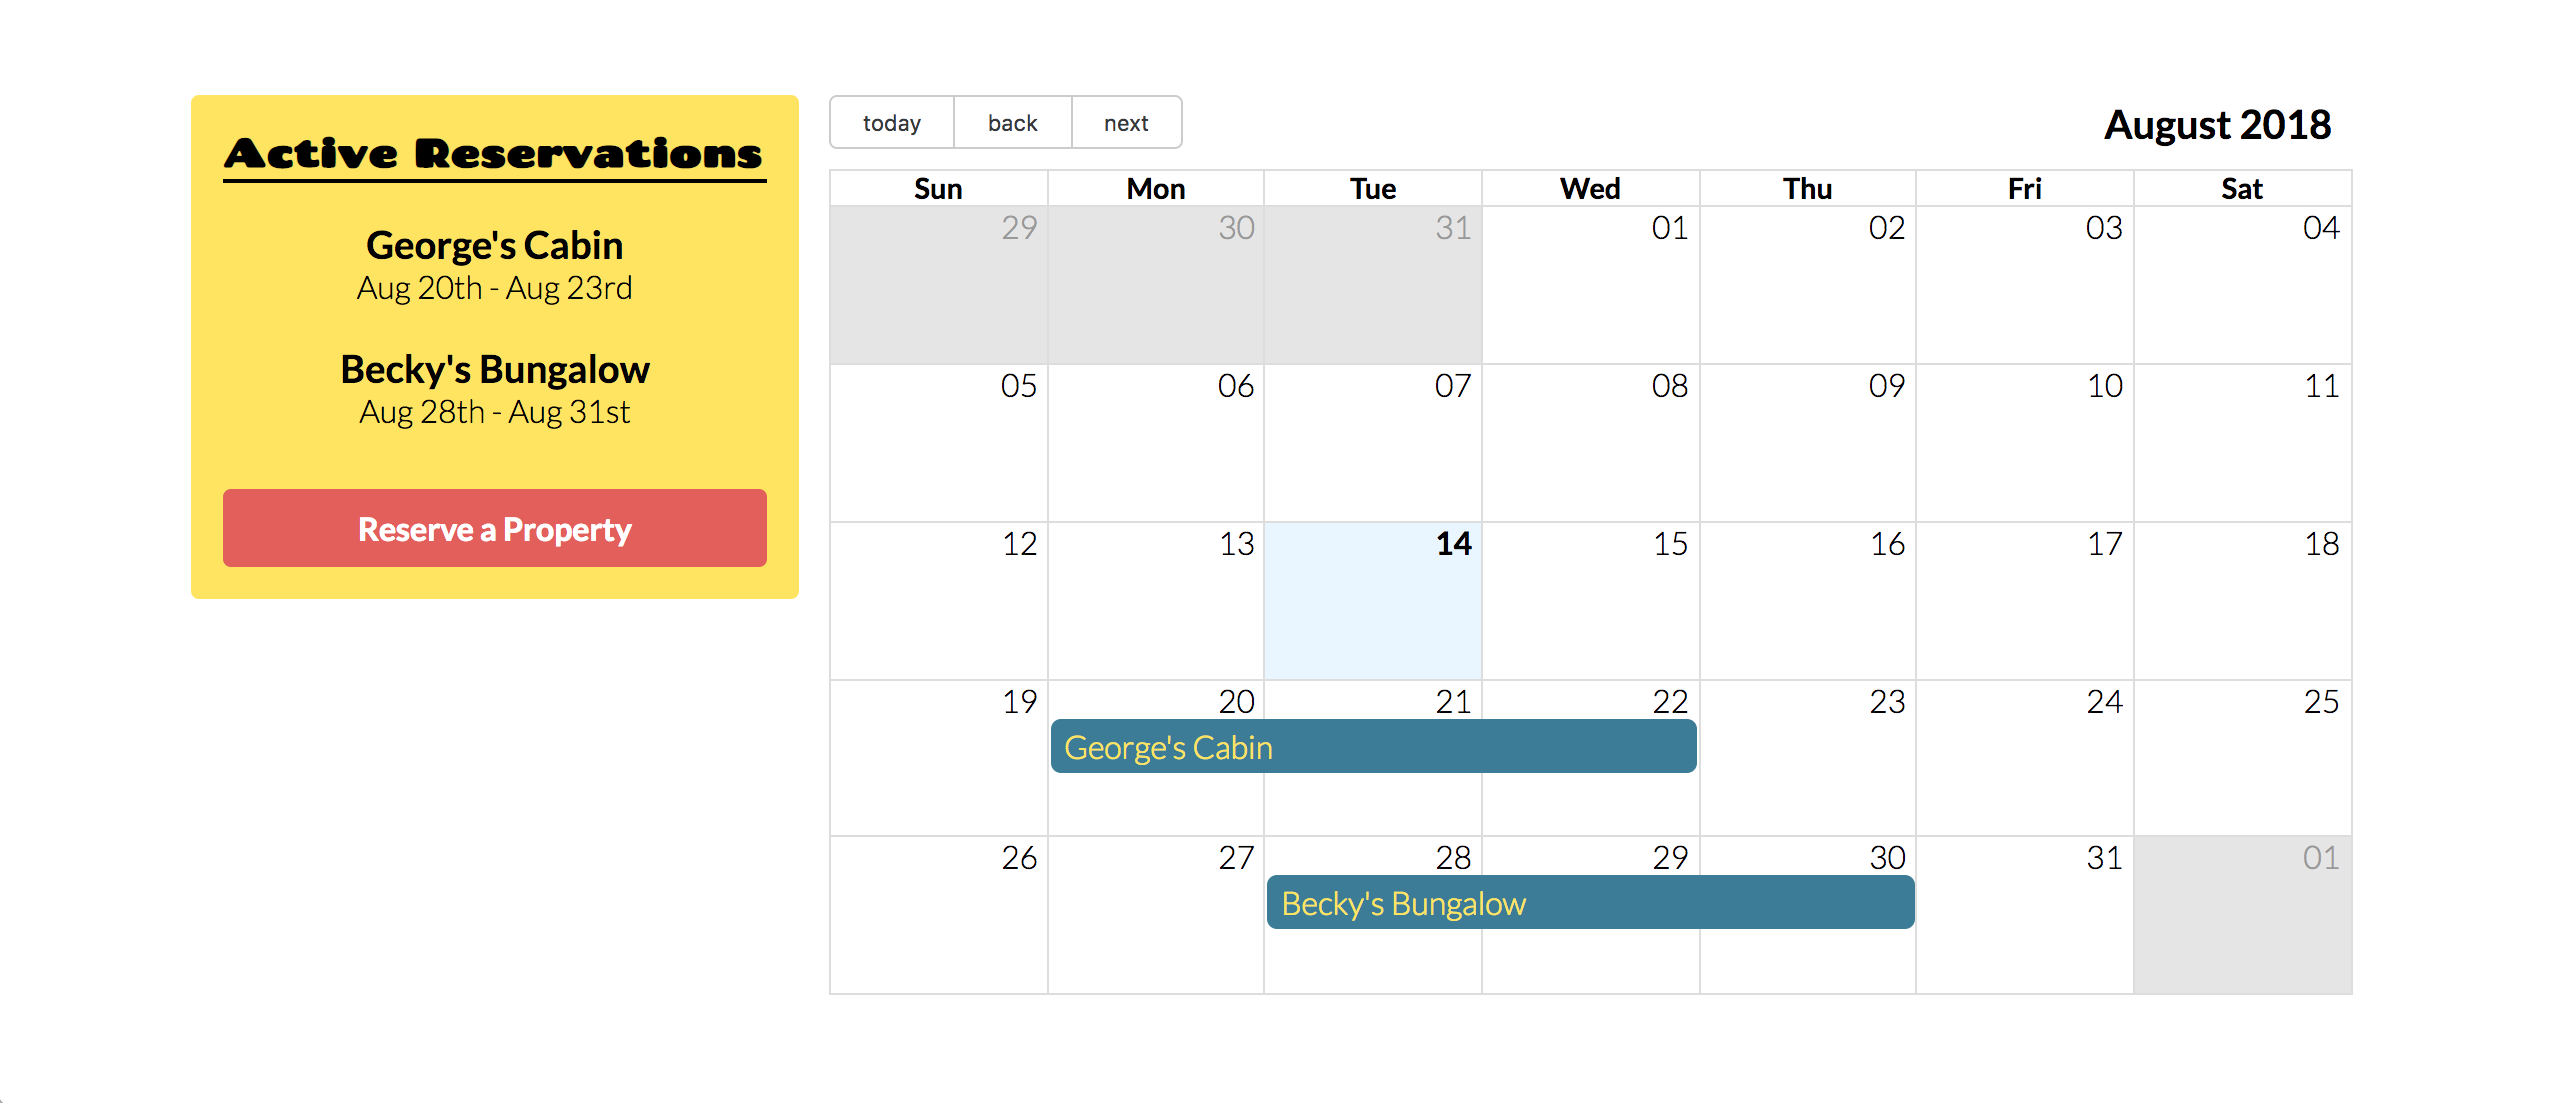 Active Reservations
George's Cabin
Aug 20th - Aug 23rd
Becky's Bungalow
Aug 28th - Aug 31st
Reserve a Property
today back next
August 2018
Sun Mon Tue Wed Thu Fri Sat
29 30 31 01 02 03 04
05 06 07 08 09 10 11
12 13 14 15 16 17 18
19 20 21 22 23 24 25
George's Cabin
26 27 28 29 30 31 01
Becky's Bungalow